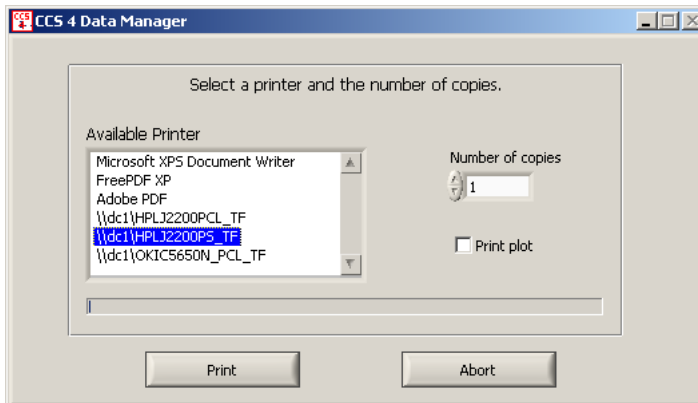 CCS 4 Data Manager
Select a printer and the number of copies.
Available Printer
Microsoft XPS Document Writer
FreePDF XP
Adobe PDF
\\dc1\HPLJ2200PCL_TF
\\dc1\HPLJ2200PS_TF
\\dc1\OKIC5650N_PCL_TF
Number of copies
1
Print plot
Print
Abort